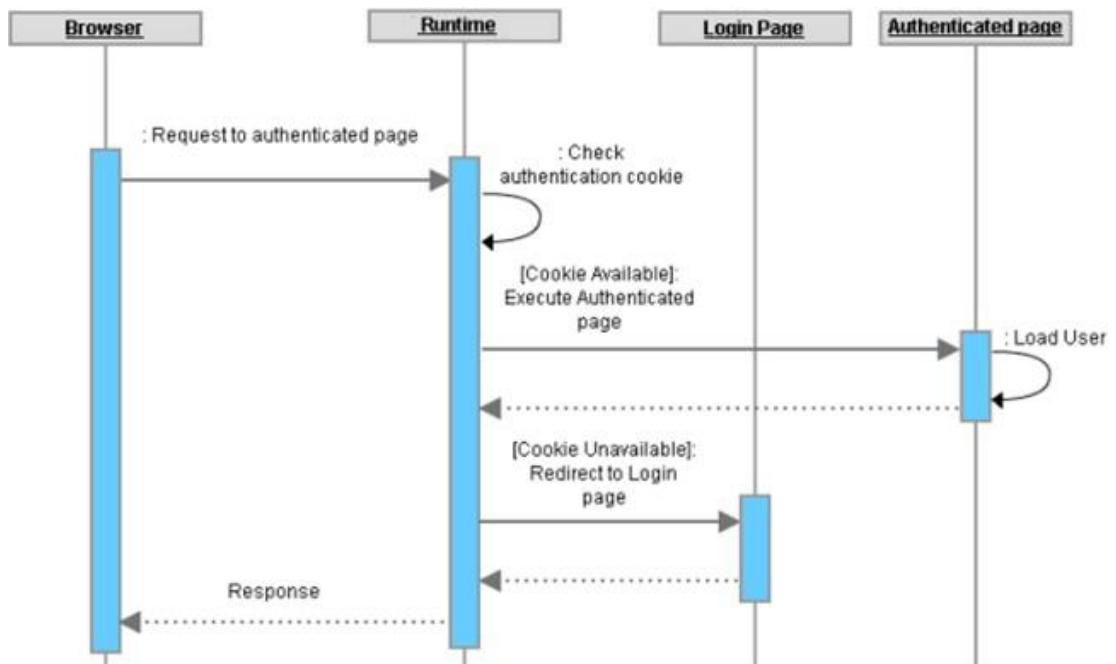 Browser
Runtime
Login Page
Authenticated page
: Request to authenticated page
: Check
authentication cookie
[Cookie Available]:
Execute Authenticated
page
: Load User
[Cookie Unavailable]:
Redirect to Login
page
Response